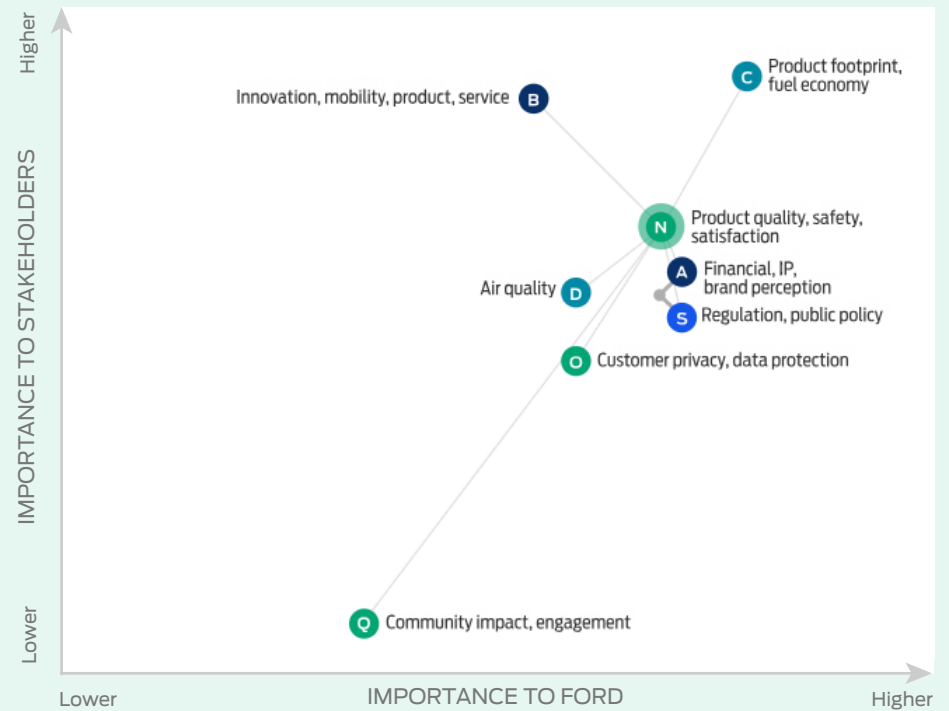 Higher
IMPORTANCE TO STAKEHOLDERS
Lower
C
Product footprint,
fuel economy
Innovation, mobility, product, service
B
N
Product quality, safety,
satisfaction
A
Financial, IP,
brand perception
Air quality
D
S
Regulation, public policy
O
Customer privacy, data protection
Q
Community impact, engagement
Lower
IMPORTANCE TO FORD
Higher